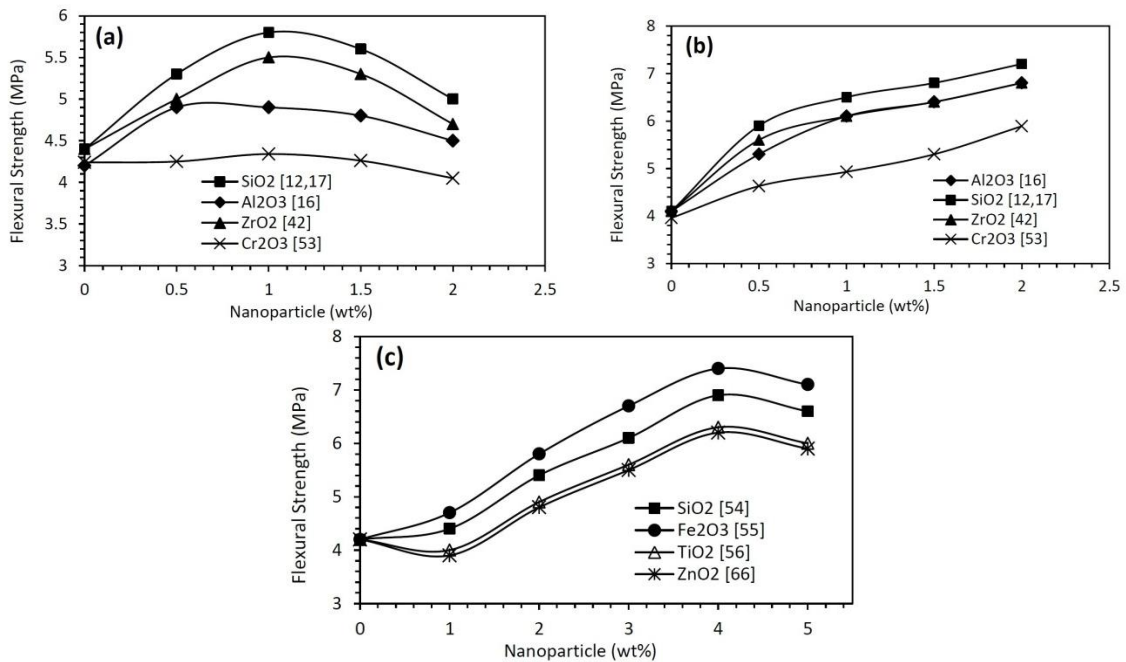 (a)
Flexural Strength (MPa)
6
5.5
5
4.5
4
3.5
3
0 0.5 1 1.5 2 2.5
Nanoparticle (wt%)
SiO2 [12,17]
Al2O3 [16]
ZrO2 [42]
Cr2O3 [53]
(b)
Flexural Strength (MPa)
8
7
6
5
4
3
0 0.5 1 1.5 2 2.5
Nanoparticle (wt%)
Al2O3 [16]
SiO2 [12,17]
ZrO2 [42]
Cr2O3 [53]
(c)
Flexural Strength (MPa)
8
7
6
5
4
3
0 1 2 3 4 5
Nanoparticle (wt%)
SiO2 [54]
Fe2O3 [55]
TiO2 [56]
ZnO2 [66]